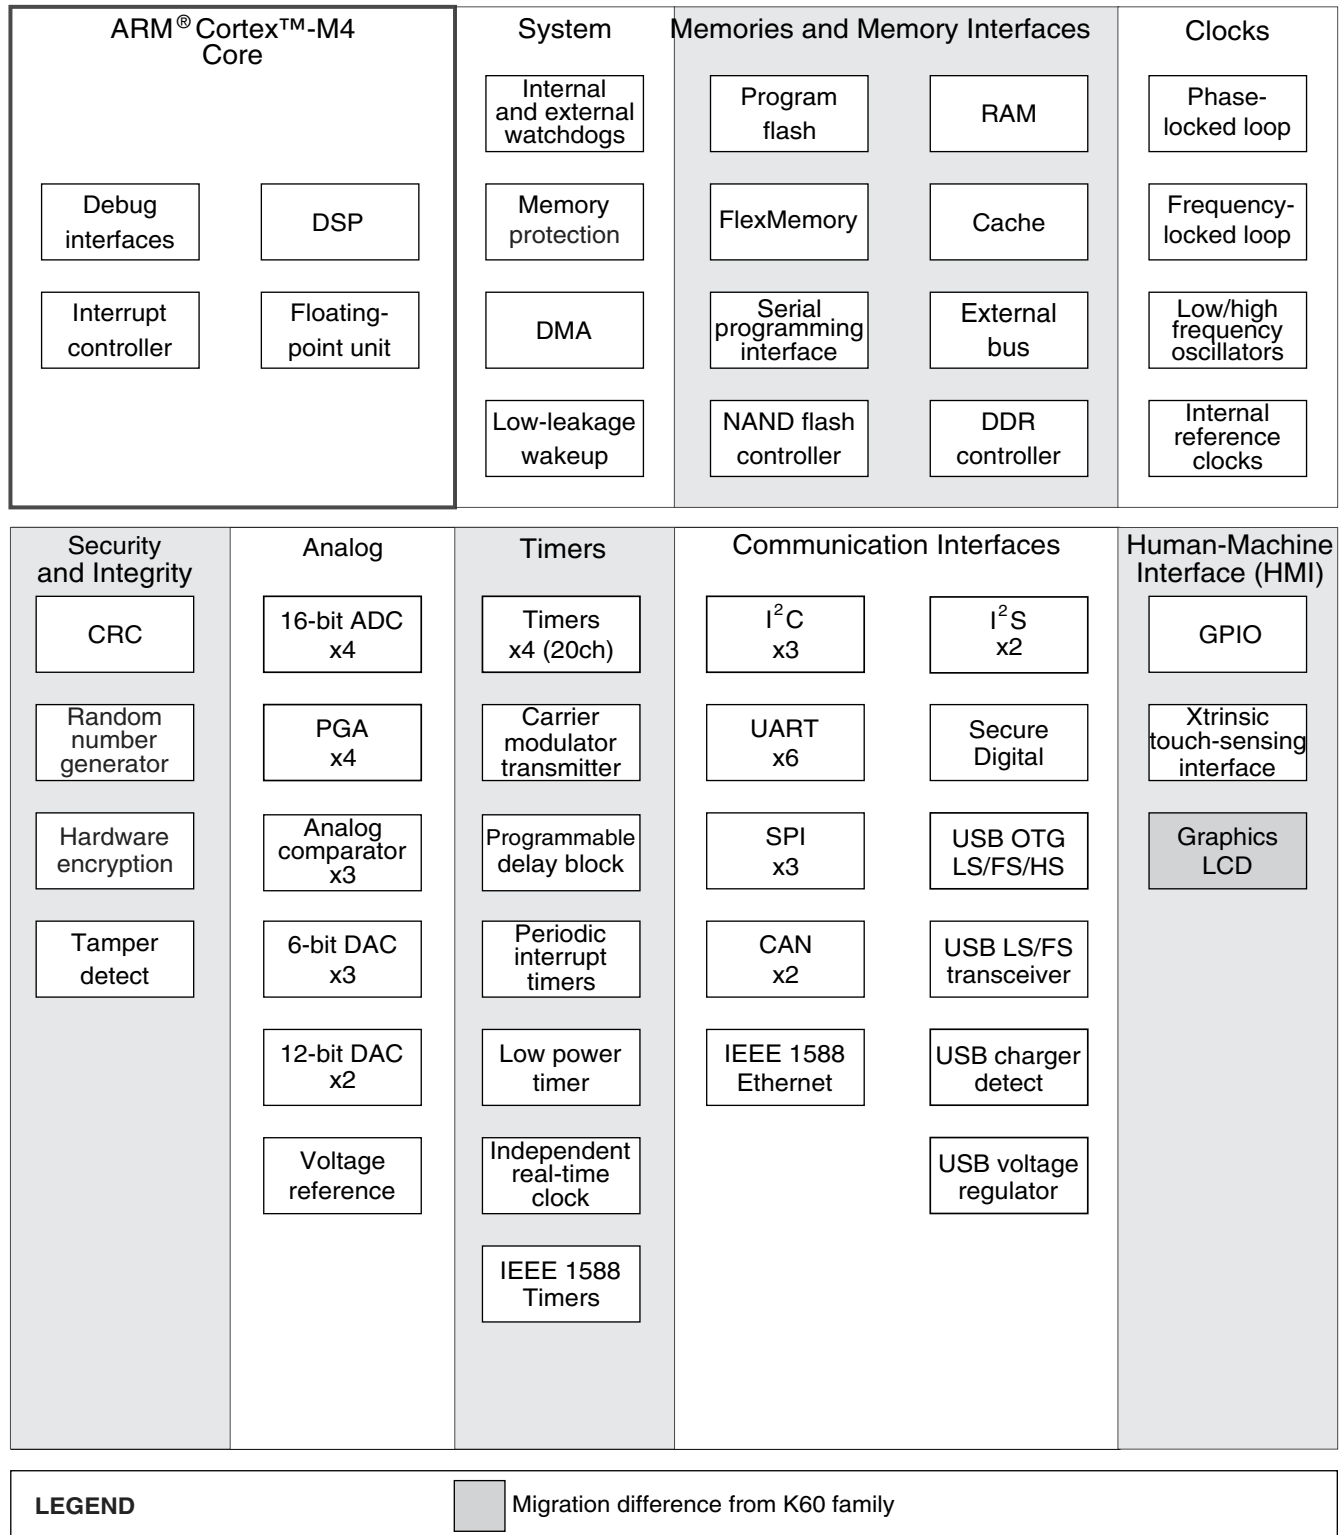 ARM® Cortex™-M4
Core
Debug
interfaces
DSP
Interrupt
controller
Floating-
point unit
System
Internal
and external
watchdogs
Memory
protection
DMA
Low-leakage
wakeup
Memories and Memory Interfaces
Program
flash
RAM
FlexMemory
Cache
Serial
programming
interface
External
bus
NAND flash
controller
DDR
controller
Clocks
Phase-
locked loop
Frequency-
locked loop
Low/high
frequency
oscillators
Internal
reference
clocks
Security
and Integrity
CRC
Random
number
generator
Hardware
encryption
Tamper
detect
Analog
16-bit ADC
x4
PGA
x4
Analog
comparator
x3
6-bit DAC
x3
12-bit DAC
x2
Voltage
reference
Timers
Timers
x4 (20ch)
Carrier
modulator
transmitter
Programmable
delay block
Periodic
interrupt
timers
Low power
timer
Independent
real-time
clock
IEEE 1588
Timers
Communication Interfaces
I²C
x3
I²S
x2
UART
x6
Secure
Digital
SPI
x3
USB OTG
LS/FS/HS
CAN
x2
USB LS/FS
transceiver
IEEE 1588
Ethernet
USB charger
detect
USB voltage
regulator
Human-Machine
Interface (HMI)
GPIO
Xtrinsic
touch-sensing
interface
Graphics
LCD
LEGEND
Migration difference from K60 family